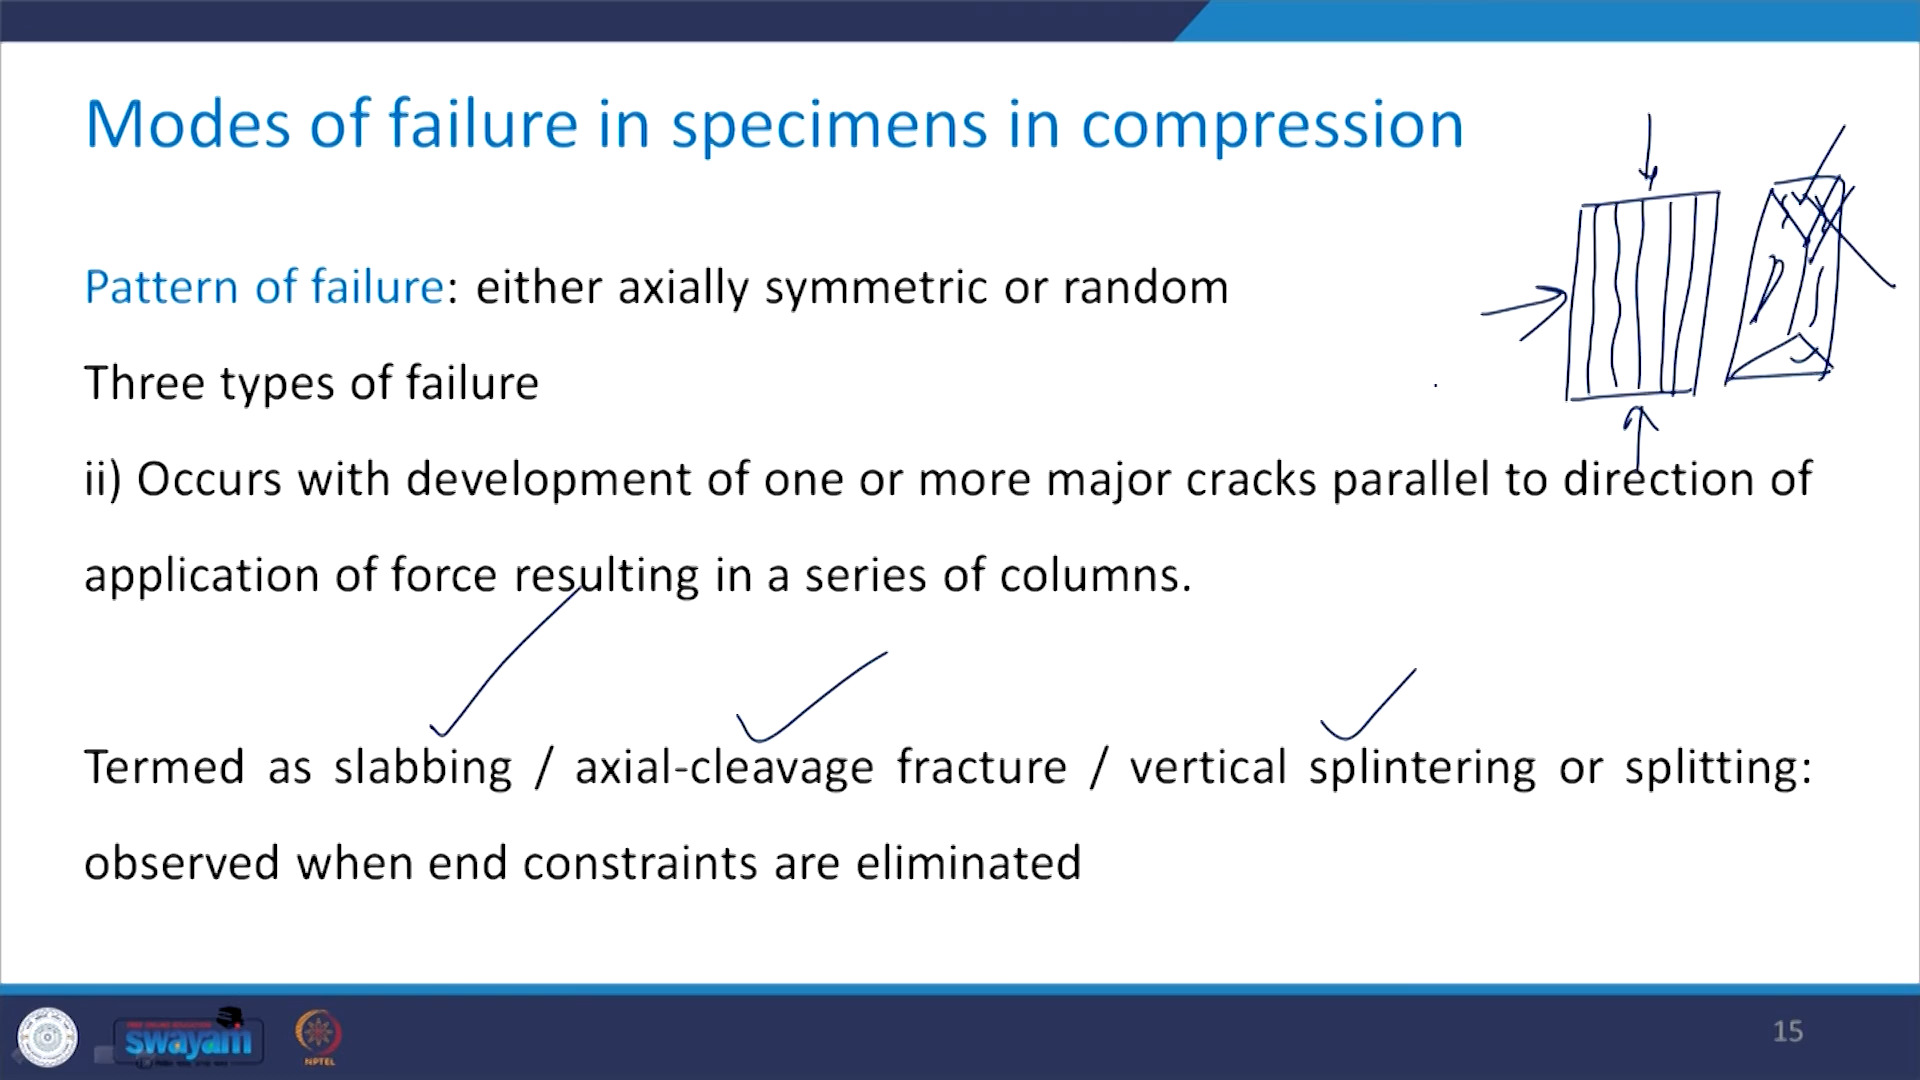 Modes of failure in specimens in compression
Pattern of failure: either axially symmetric or random
Three types of failure
ii) Occurs with development of one or more major cracks parallel to direction of
application of force resulting in a series of columns.
Termed as slabbing / axial-cleavage fracture / vertical splintering or splitting:
observed when end constraints are eliminated
swayam
NPTEL
15